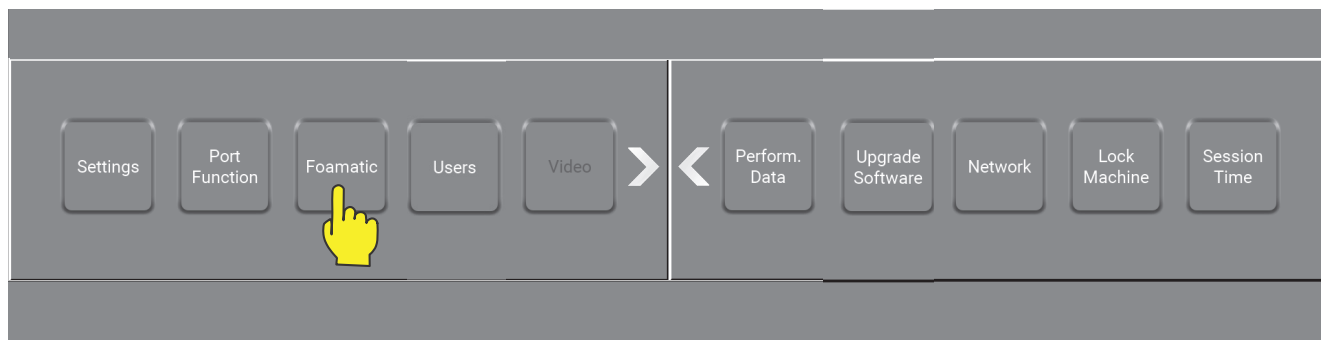 Settings
Port
Function
Foamatic
Users
Video
Perform.
Data
Upgrade
Software
Network
Lock
Machine
Session
Time